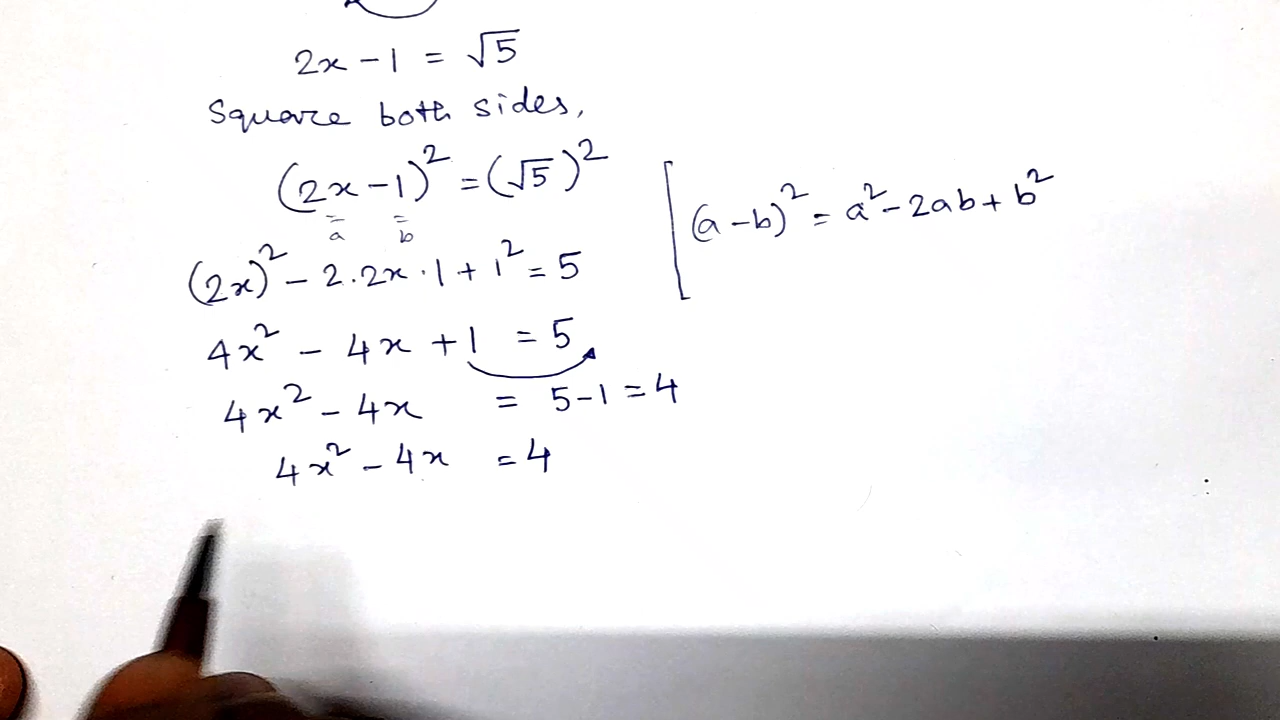 2x - 1 = √5
Square both sides,
(2x - 1)² = (√5)²
a b
[(a - b)² = a² - 2ab + b²
(2x)² - 2.2x.1 + 1² = 5
4x² - 4x + 1 = 5
4x² - 4x = 5 - 1 = 4
4x² - 4x = 4